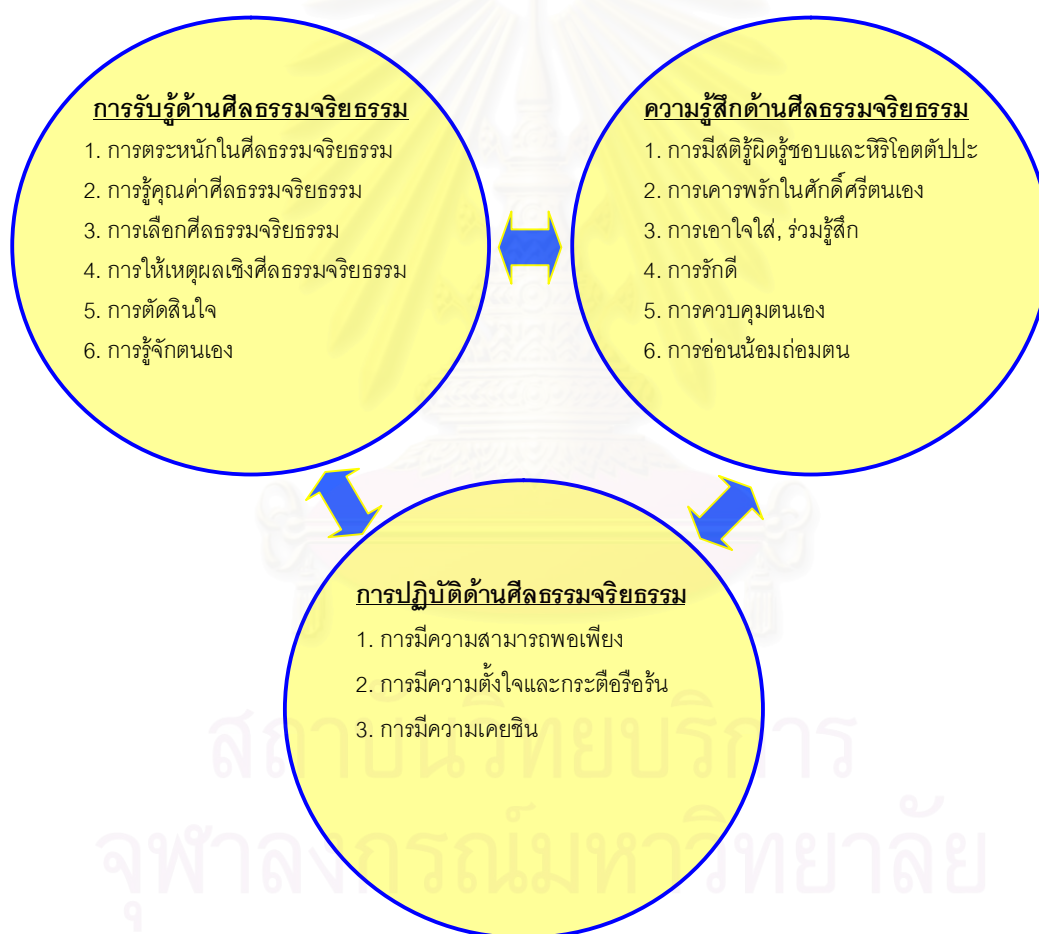 การรับรู้ด้านศีลธรรมจริยธรรม
1. การตระหนักในศีลธรรมจริยธรรม
2. การรู้คุณค่าศีลธรรมจริยธรรม
3. การเลือกศีลธรรมจริยธรรม
4. การให้เหตุผลเชิงศีลธรรมจริยธรรม
5. การตัดสินใจ
6. การรู้จักตนเอง
ความรู้สึกด้านศีลธรรมจริยธรรม
1. การมีสติรู้ผิดรู้ชอบและหิริโอตตัปปะ
2. การเคารพรักในศักดิ์ศรีตนเอง
3. การเอาใจใส่, ร่วมรู้สึก
4. การรักดี
5. การควบคุมตนเอง
6. การอ่อนน้อมถ่อมตน
การปฏิบัติด้านศีลธรรมจริยธรรม
1. การมีความสามารถพอเพียง
2. การมีความตั้งใจและกระตือรือร้น
3. การมีความเคยชิน
สถาบันวิทยบริการ
จุฬาลงกรณ์มหาวิทยาลัย